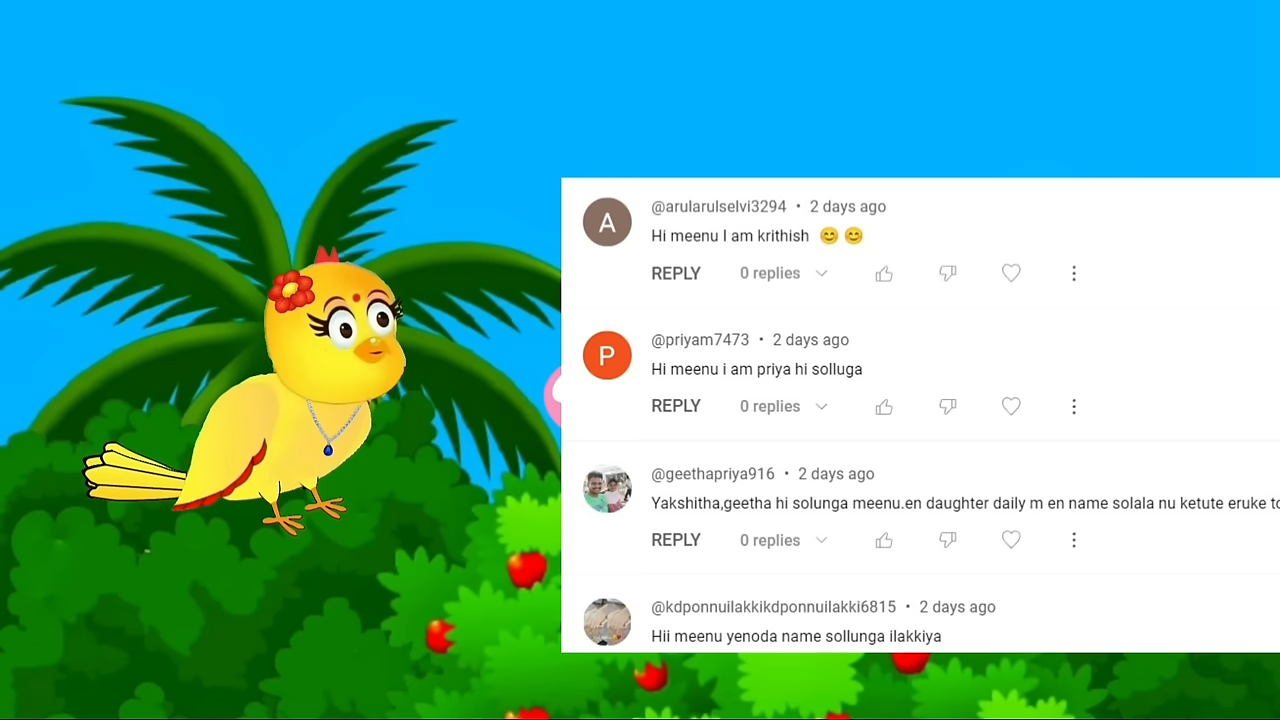 A
@arularulselvi3294 • 2 days ago
Hi meenu I am krithish 😊 😊
REPLY 0 replies
P
@priyam7473 • 2 days ago
Hi meenu i am priya hi solluga
REPLY 0 replies
@geethapriya916 • 2 days ago
Yakshitha,geetha hi solunga meenu.en daughter daily m en name solala nu ketute eruke
REPLY 0 replies
@kdponnuilakkikdponnuilakki6815 • 2 days ago
Hii meenu yenoda name sollunga ilakkiya